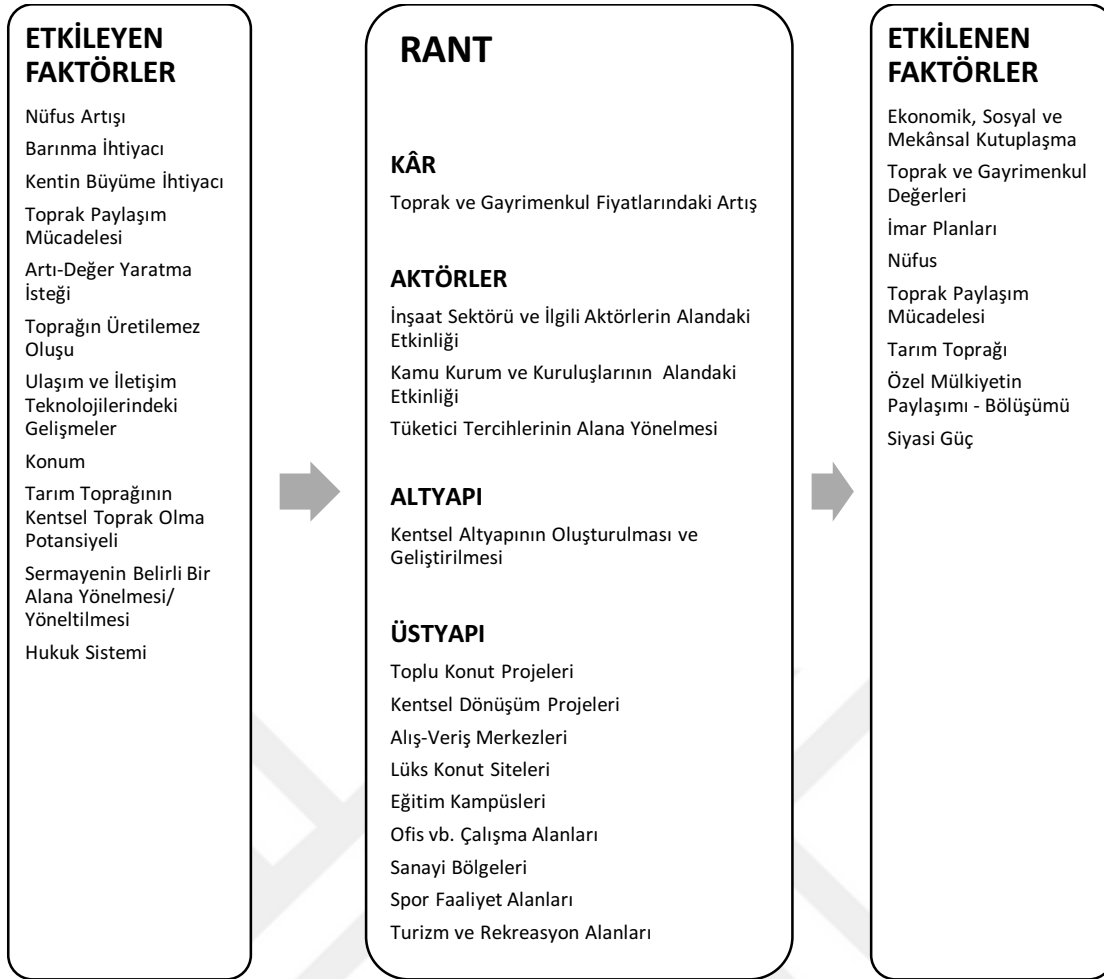 ETKİLEYEN
FAKTÖRLER
Nüfus Artışı
Barınma İhtiyacı
Kentin Büyüme İhtiyacı
Toprak Paylaşım
Mücadelesi
Artı-Değer Yaratma
İsteği
Toprağın Üretilemez
Oluşu
Ulaşım ve İletişim
Teknolojilerindeki
Gelişmeler
Konum
Tarım Toprağının
Kentsel Toprak Olma
Potansiyeli
Sermayenin Belirli Bir
Alana Yönelmesi/
Yöneltilmesi
Hukuk Sistemi
RANT
KÂR
Toprak ve Gayrimenkul Fiyatlarındaki Artış
AKTÖRLER
İnşaat Sektörü ve İlgili Aktörlerin Alandaki
Etkinliği
Kamu Kurum ve Kuruluşlarının Alandaki
Etkinliği
Tüketici Tercihlerinin Alana Yönelmesi
ALTYAPI
Kentsel Altyapının Oluşturulması ve
Geliştirilmesi
ÜSTYAPI
Toplu Konut Projeleri
Kentsel Dönüşüm Projeleri
Alış-Veriş Merkezleri
Lüks Konut Siteleri
Eğitim Kampüsleri
Ofis vb. Çalışma Alanları
Sanayi Bölgeleri
Spor Faaliyet Alanları
Turizm ve Rekreasyon Alanları
ETKİLENEN
FAKTÖRLER
Ekonomik, Sosyal ve
Mekânsal Kutuplaşma
Toprak ve Gayrimenkul
Değerleri
İmar Planları
Nüfus
Toprak Paylaşım
Mücadelesi
Tarım Toprağı
Özel Mülkiyetin
Paylaşımı - Bölüşümü
Siyasi Güç